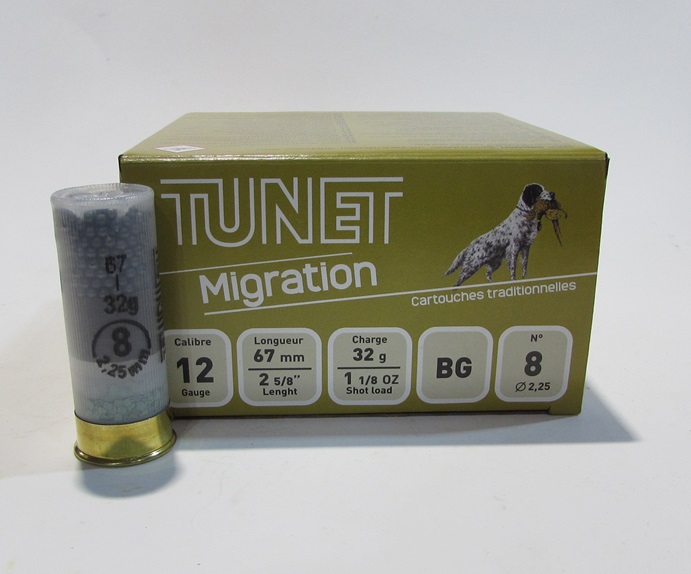 TUNET
Migration
Cartouches traditionnelles
Calibre
12
Gauge
Longueur
67 mm
2 5/8"
Lenght
Charge
32 g
1 1/8 OZ
Shot load
BG
N°
8
Ø 2,25
67
32g
8
2,25 mm